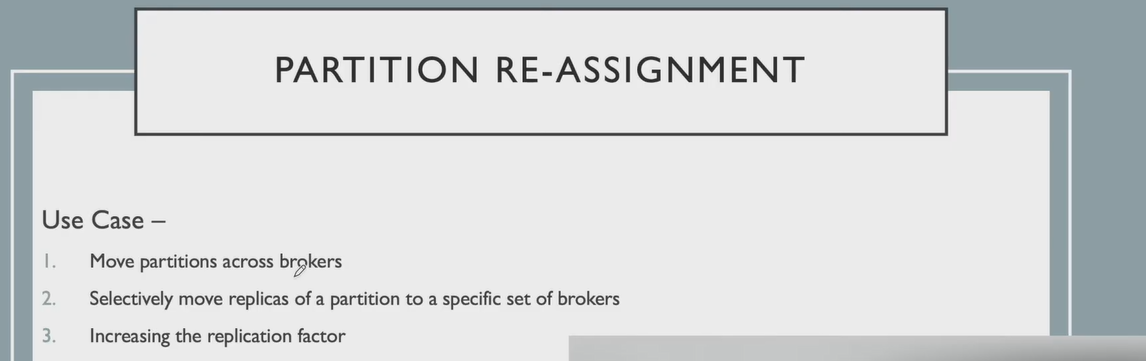 PARTITION RE-ASSIGNMENT
Use Case –
1. Move partitions across brokers
2. Selectively move replicas of a partition to a specific set of brokers
3. Increasing the replication factor